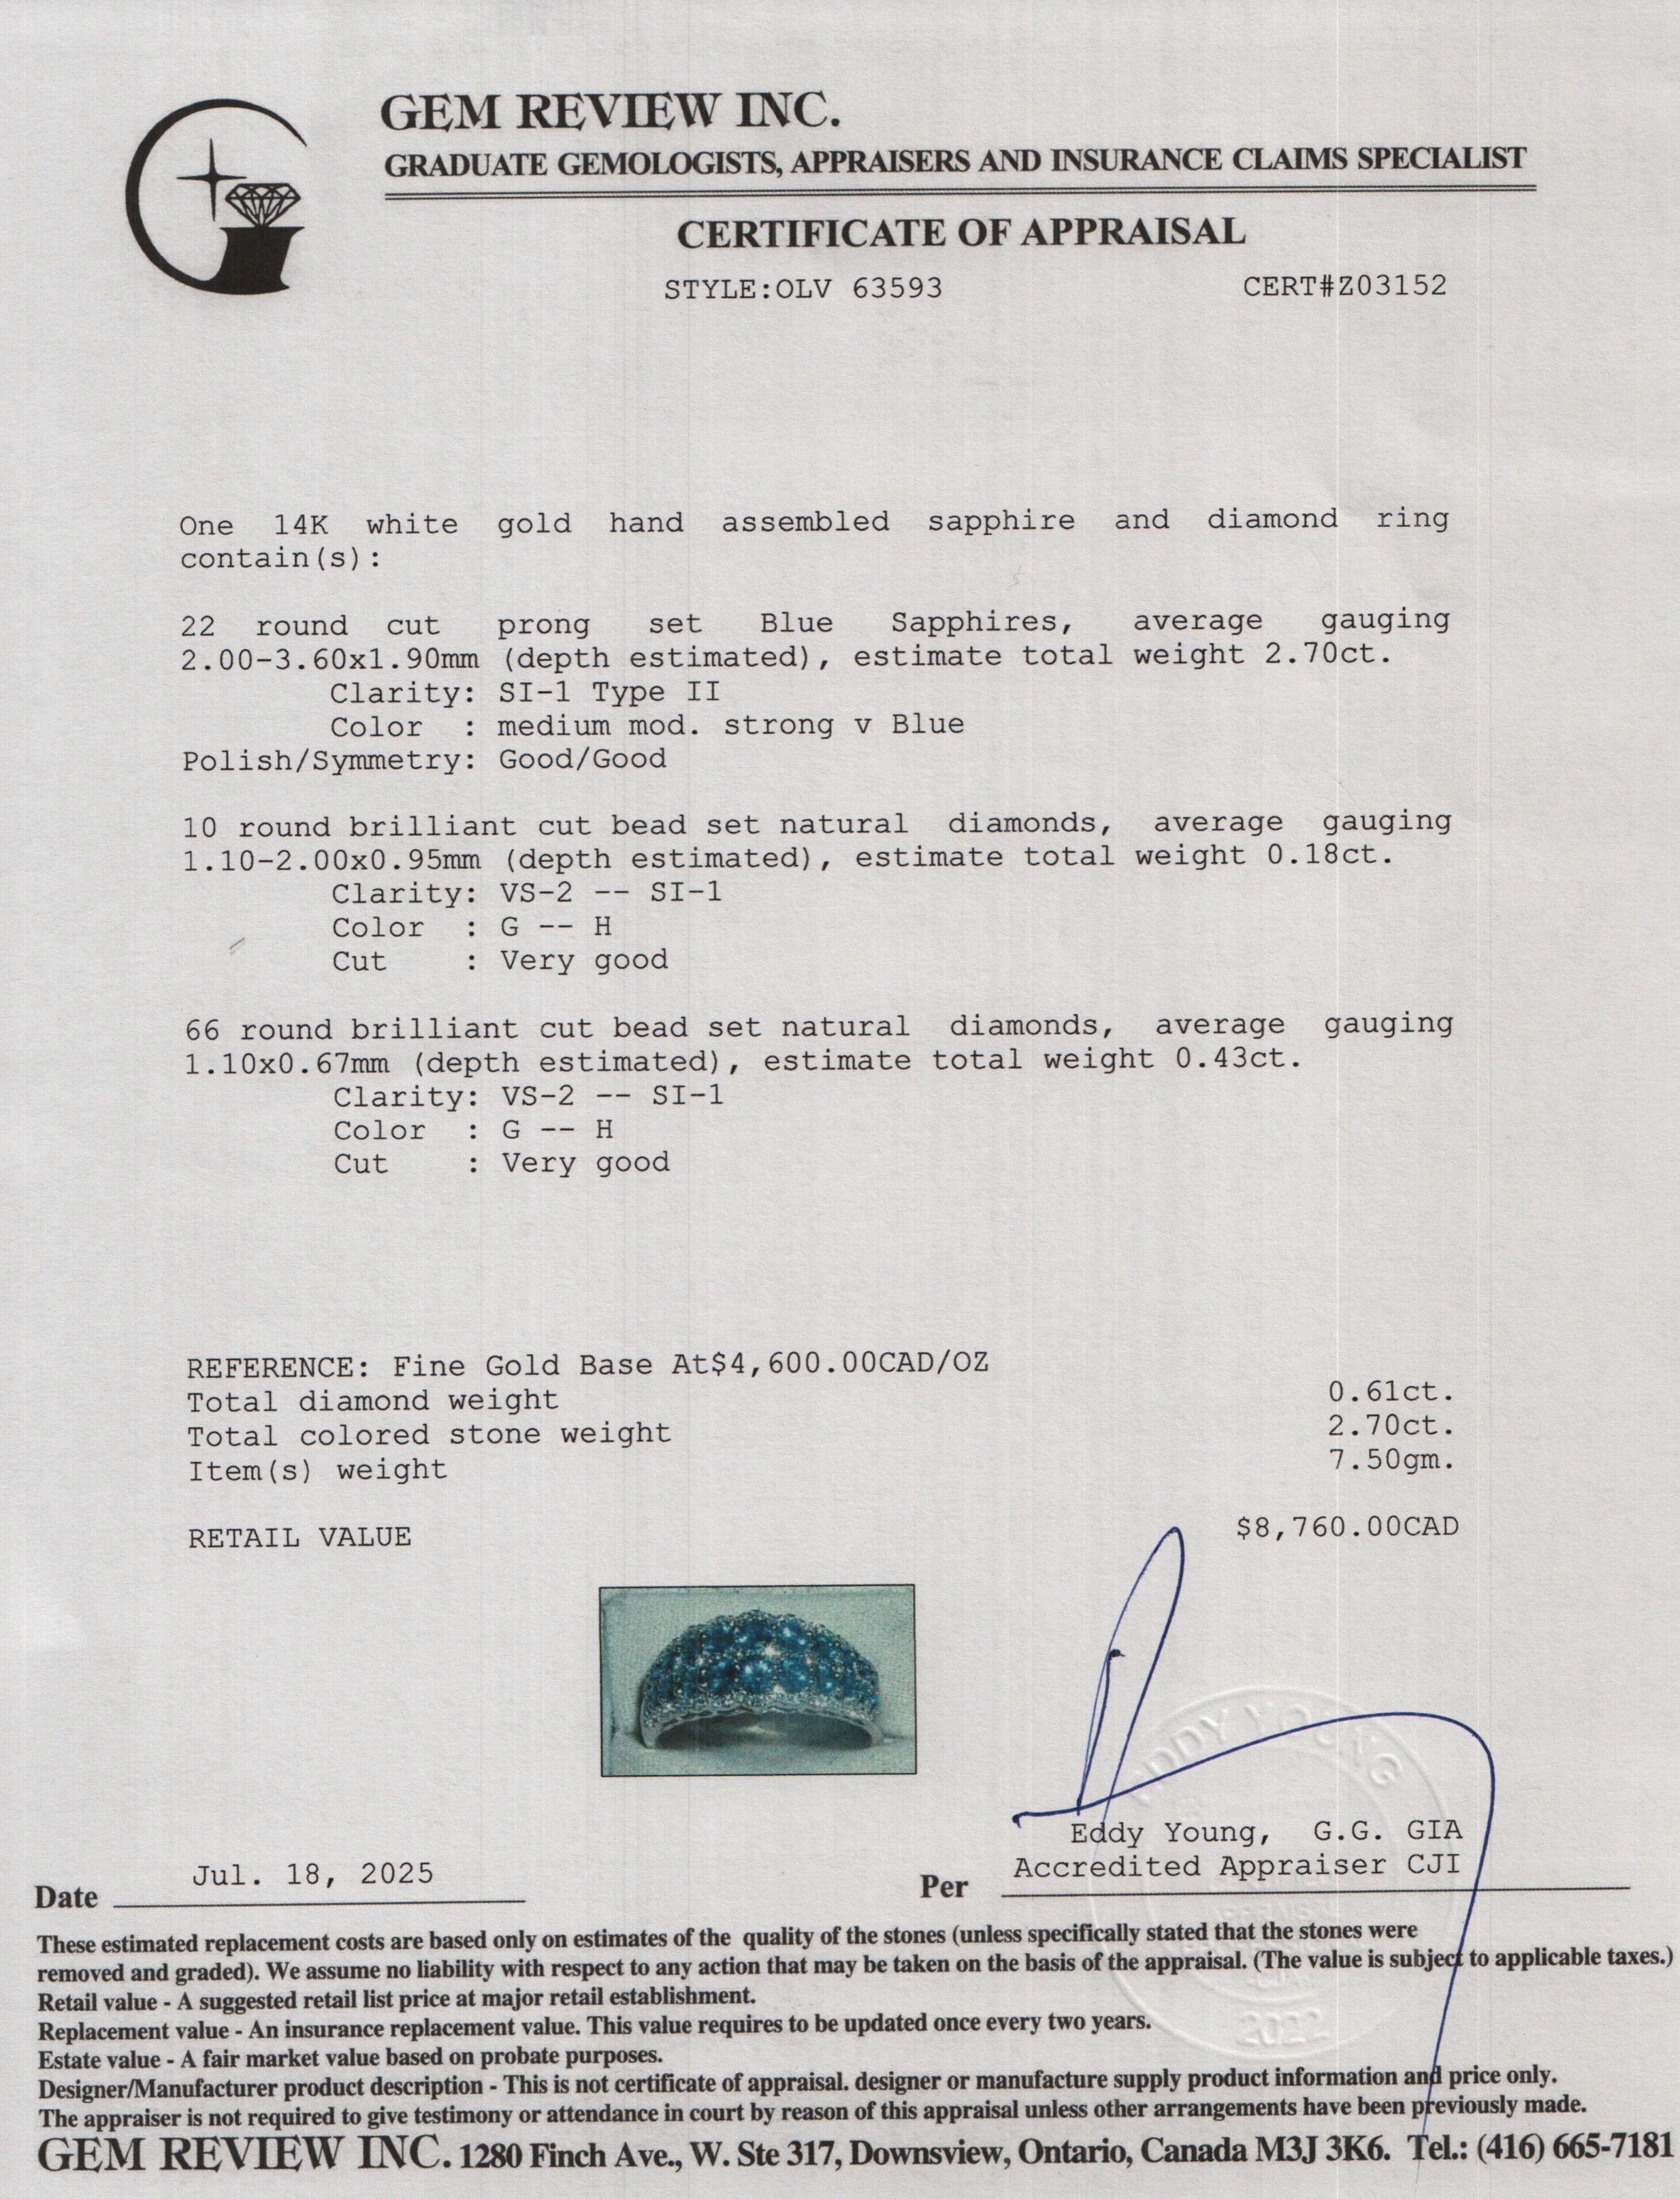 GEM REVIEW INC.
GRADUATE GEMOLOGISTS, APPRAISERS AND INSURANCE CLAIMS SPECIALIST
CERTIFICATE OF APPRAISAL
STYLE:OLV 63593 CERT#Z03152
One 14K white gold hand assembled sapphire and diamond ring
contain(s):
22 round cut prong set Blue Sapphires, average gauging
2.00-3.60x1.90mm (depth estimated), estimate total weight 2.70ct.
Clarity: SI-1 Type II
Color : medium mod. strong v Blue
Polish/Symmetry: Good/Good
10 round brilliant cut bead set natural diamonds, average gauging
1.10-2.00x0.95mm (depth estimated), estimate total weight 0.18ct.
Clarity: VS-2 -- SI-1
Color : G -- H
Cut : Very good
66 round brilliant cut bead set natural diamonds, average gauging
1.10x0.67mm (depth estimated), estimate total weight 0.43ct.
Clarity: VS-2 -- SI-1
Color : G -- H
Cut : Very good
REFERENCE: Fine Gold Base At$4,600.00CAD/OZ
Total diamond weight 0.61ct.
Total colored stone weight 2.70ct.
Item(s) weight 7.50gm.
RETAIL VALUE $8,760.00CAD
EDDY YOUNG
Eddy Young, G.G. GIA
Accredited Appraiser CJI
Date Jul. 18, 2025 Per
2022
These estimated replacement costs are based only on estimates of the quality of the stones (unless specifically stated that the stones were
removed and graded). We assume no liability with respect to any action that may be taken on the basis of the appraisal. (The value is subject to applicable taxes.)
Retail value - A suggested retail list price at major retail establishment.
Replacement value - An insurance replacement value. This value requires to be updated once every two years.
Estate value - A fair market value based on probate purposes.
Designer/Manufacturer product description - This is not certificate of appraisal. designer or manufacture supply product information and price only.
The appraiser is not required to give testimony or attendance in court by reason of this appraisal unless other arrangements have been previously made.
GEM REVIEW INC. 1280 Finch Ave., W. Ste 317, Downsview, Ontario, Canada M3J 3K6. Tel.: (416) 665-7181